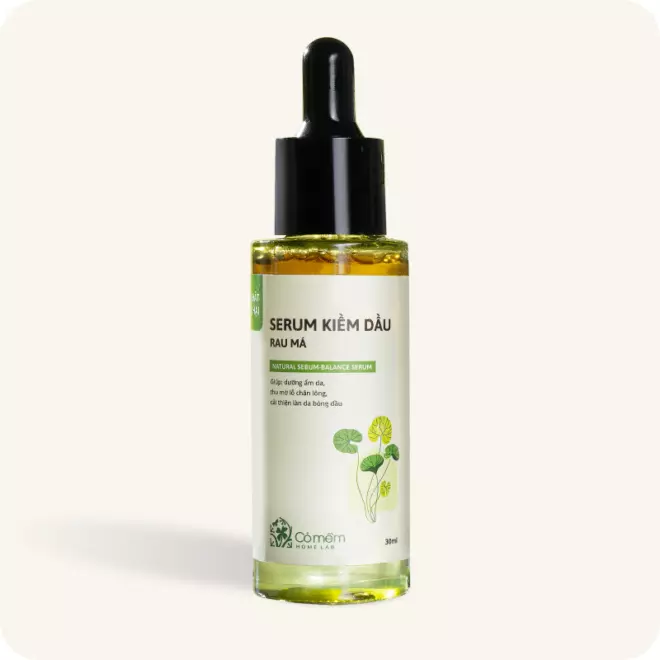 SERUM KIỀM DẦU
RAU MÁ
NATURAL SEBUM-BALANCE SERUM
Giúp: dưỡng ẩm da,
thu mờ lỗ chân lông,
cải thiện làn da bóng dầu
Cỏ mềm
HOME LAB
30ml